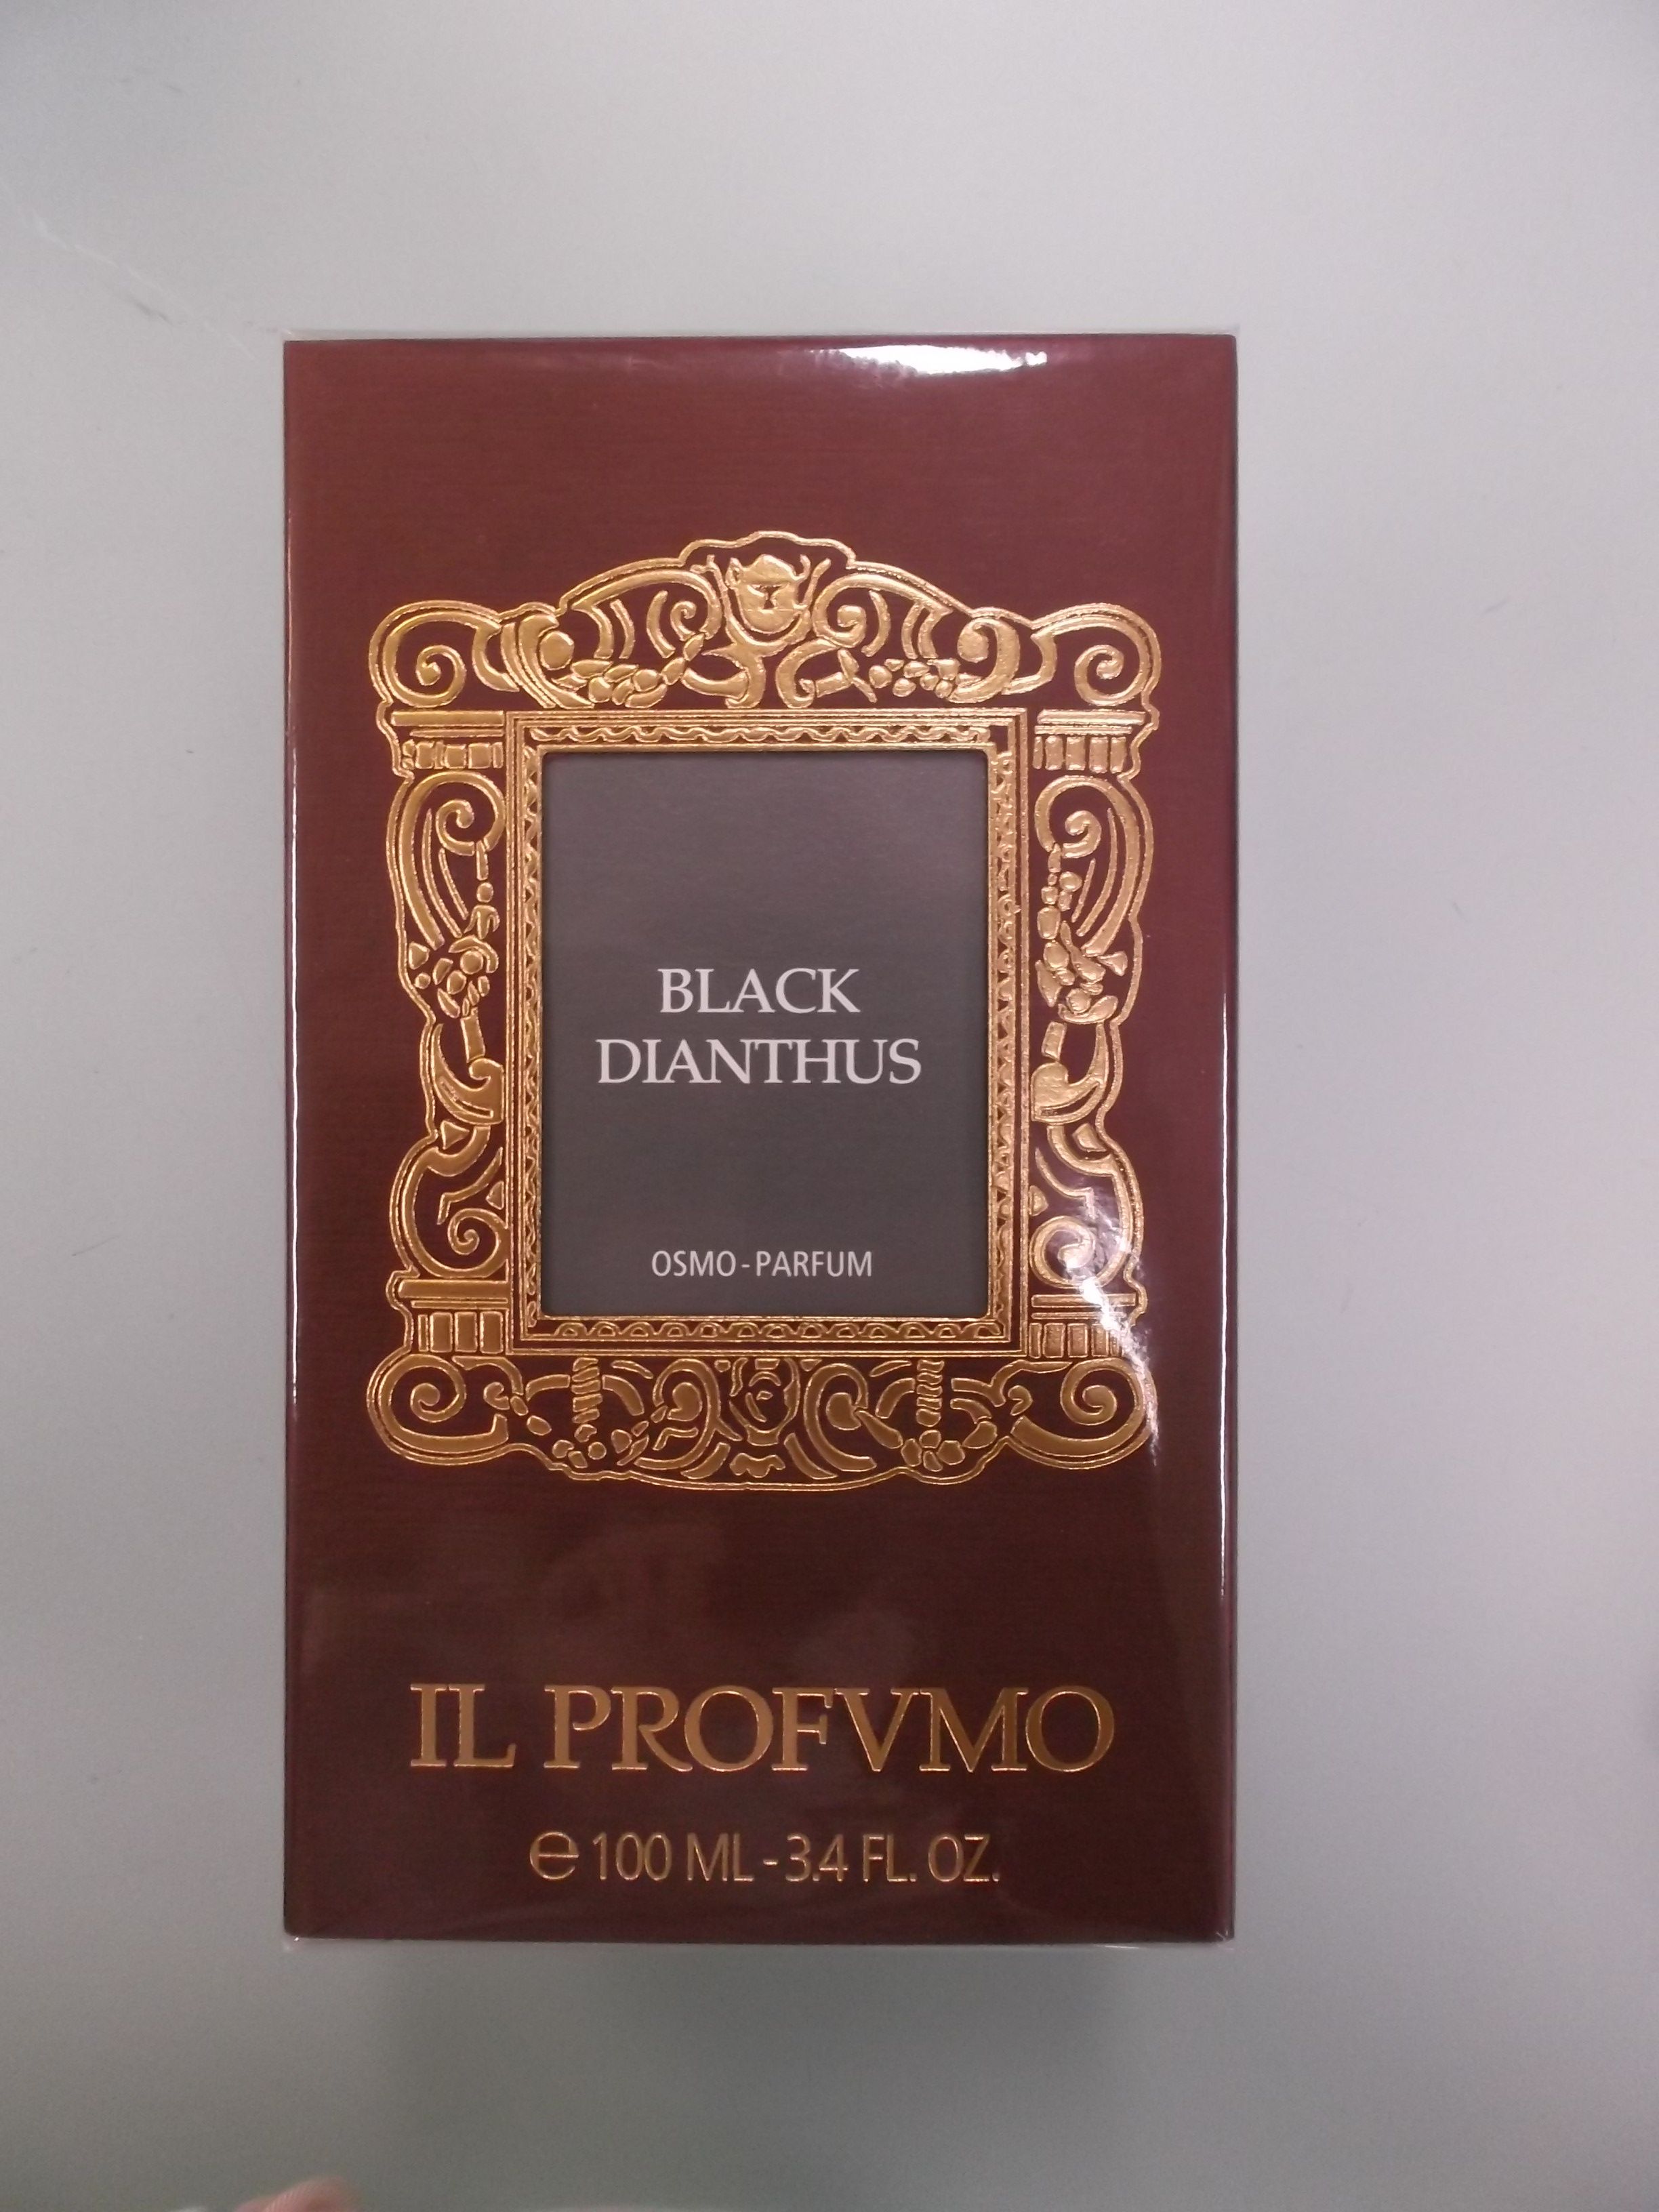 BLACK
DIANTHUS
OSMO-PARFUM
IL PROFVMO
e 100 ML - 3.4 FL. OZ.